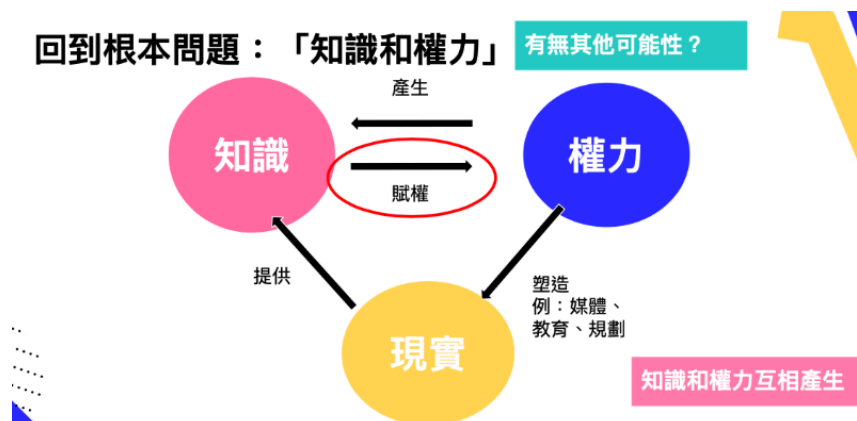 回到根本問題：「知識和權力」
有無其他可能性？
產生
知識
權力
賦權
提供
塑造
例：媒體、
教育、規劃
現實
知識和權力互相產生